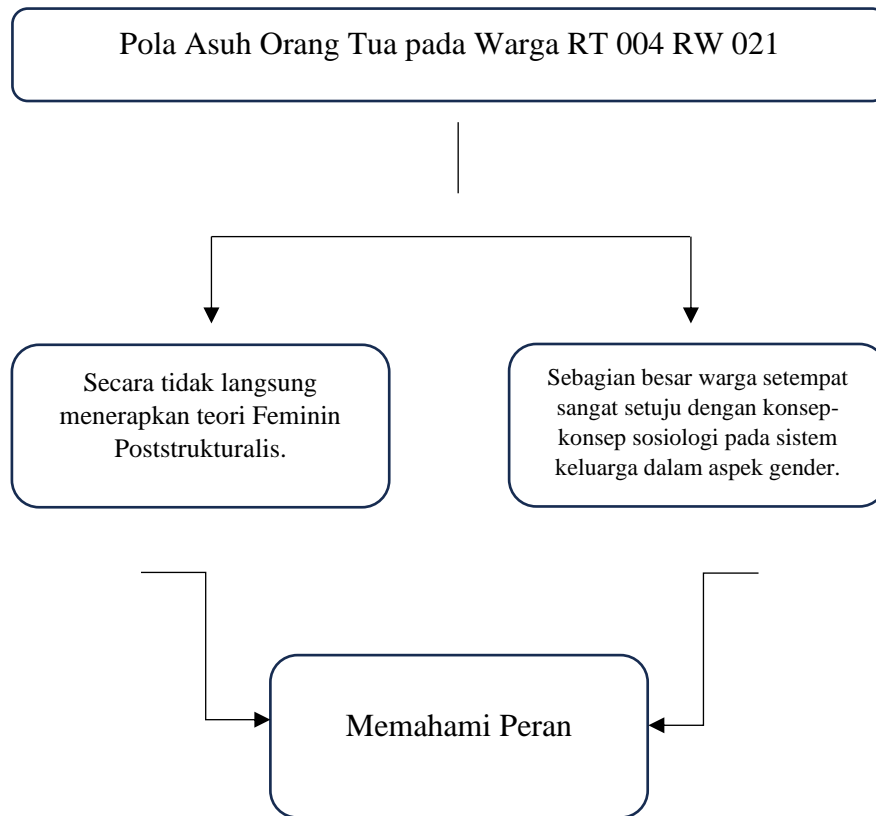 Pola Asuh Orang Tua pada Warga RT 004 RW 021
Secara tidak langsung
menerapkan teori Feminin
Poststrukturalis.
Sebagian besar warga setempat
sangat setuju dengan konsep-
konsep sosiologi pada sistem
keluarga dalam aspek gender.
Memahami Peran